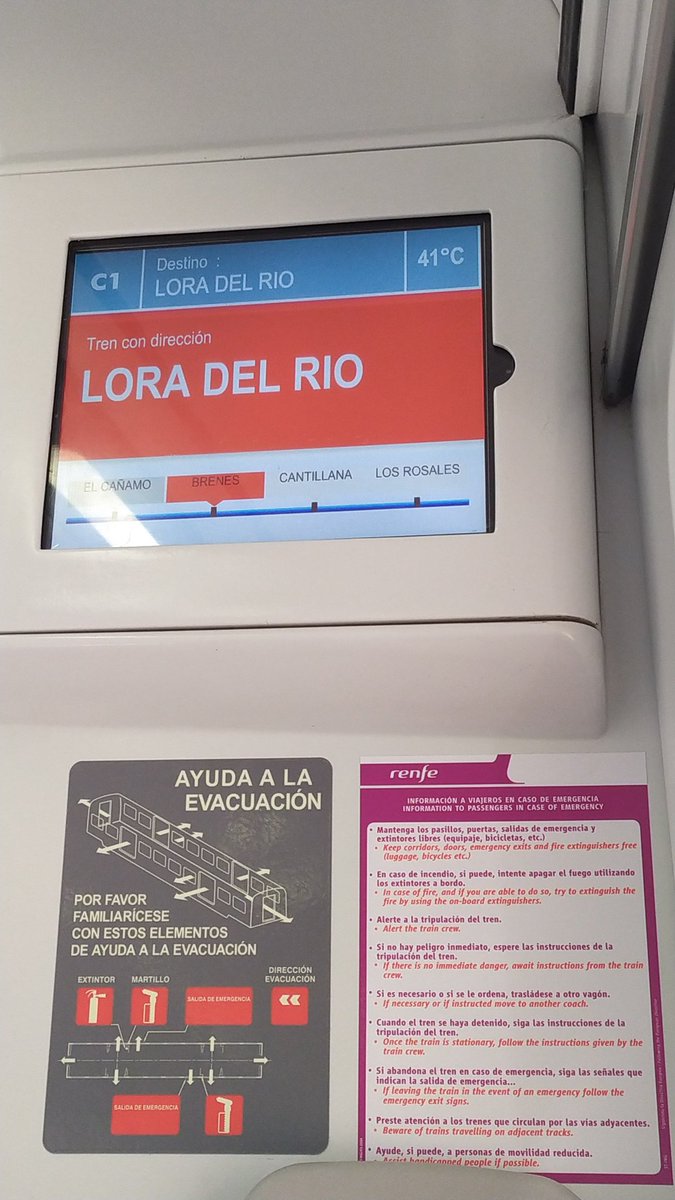 C1
Destino :
LORA DEL RIO
41°C
Tren con dirección
LORA DEL RIO
EL CAÑAMO
BRENES
CANTILLANA
LOS ROSALES
AYUDA A LA
EVACUACIÓN
POR FAVOR
FAMILIARÍCESE
CON ESTOS ELEMENTOS
DE AYUDA A LA EVACUACIÓN
EXTINTOR
MARTILLO
DIRECCIÓN
EVACUACIÓN
SALIDA DE EMERGENCIA
SALIDA DE EMERGENCIA
renfe
INFORMACIÓN A VIAJEROS EN CASO DE EMERGENCIA
INFORMATION TO PASSENGERS IN CASE OF EMERGENCY
• Mantenga los pasillos, puertas, salidas de emergencia y
extintores libres (equipaje, bicicletas, etc.)
• Keep corridors, doors, emergency exits and fire extinguishers free
(luggage, bicycles etc.)
• En caso de incendio, si puede, intente apagar el fuego utilizando
los extintores a bordo.
• In case of fire, and if you are able to do so, try to extinguish the
fire by using the on-board extinguishers.
• Alerte a la tripulación del tren.
• Alert the train crew.
• Si no hay peligro inmediato, espere las instrucciones de la
tripulación del tren.
• If there is no immediate danger, await instructions from the train
crew.
• Si es necesario o si se le ordena, trasládese a otro vagón.
• If necessary or if instructed move to another coach.
• Cuando el tren se haya detenido, siga las instrucciones de la
tripulación del tren.
• Once the train is stationary, follow the instructions given by the
train crew.
• Si abandona el tren en caso de emergencia, siga las señales que
indican la salida de emergencia...
• If leaving the train in the event of an emergency follow the
emergency exit signs.
• Preste atención a los trenes que circulan por las vías adyacentes.
• Beware of trains travelling on adjacent tracks.
• Ayude, si puede, a personas de movilidad reducida.
• Assist handicapped people if possible.